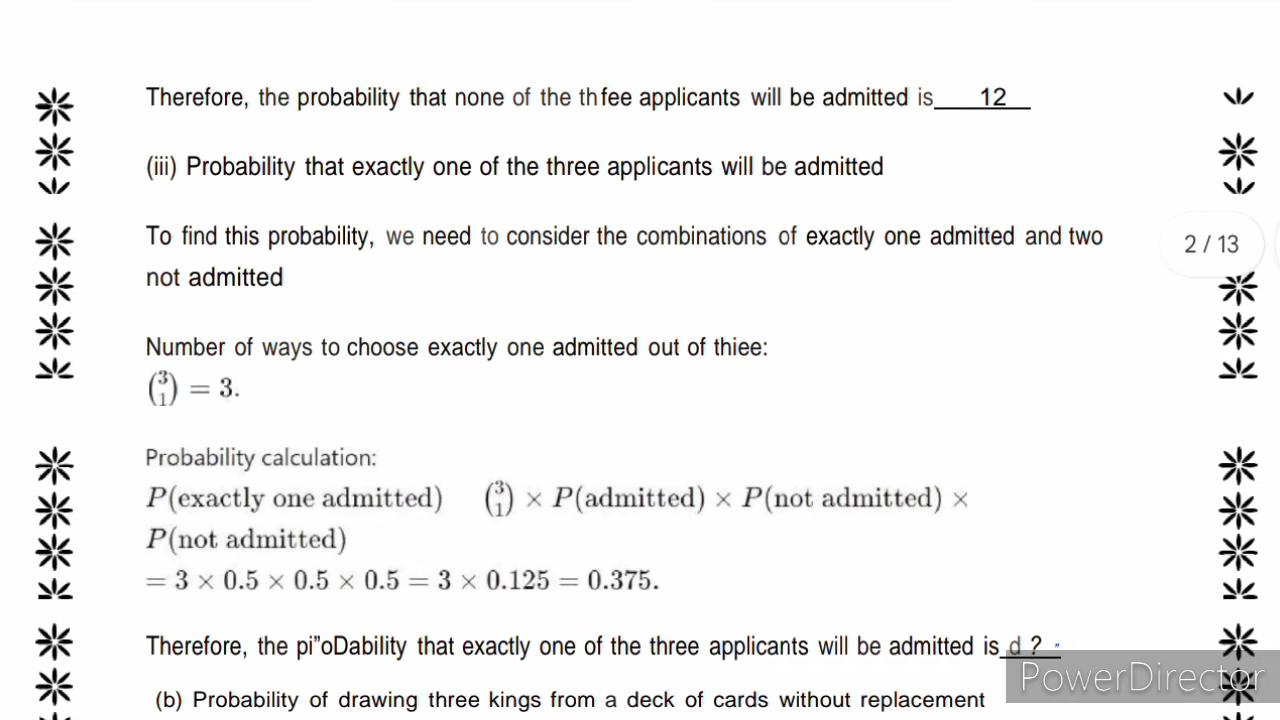 Therefore, the probability that none of the thfee applicants will be admitted is 12
(iii) Probability that exactly one of the three applicants will be admitted
To find this probability, we need to consider the combinations of exactly one admitted and two
2 / 13
not admitted
Number of ways to choose exactly one admitted out of thiee:
(3 1) = 3.
Probability calculation:
P(exactly one admitted) (3 1) × P(admitted) × P(not admitted) ×
P(not admitted)
= 3 × 0.5 × 0.5 × 0.5 = 3 × 0.125 = 0.375.
Therefore, the pi”oDability that exactly one of the three applicants will be admitted is d ? ”
PowerDirector
(b) Probability of drawing three kings from a deck of cards without replacement